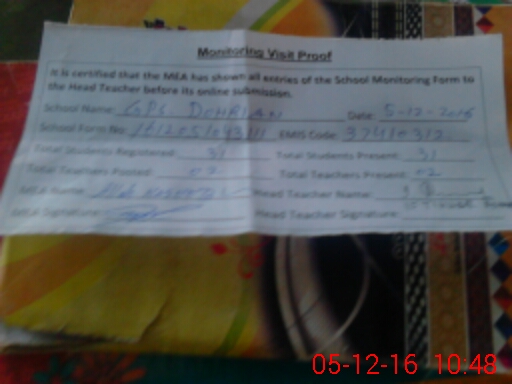 Monitoring Visit Proof
It is certified that the MEA has shown all entries of the School Monitoring Form to
the Head Teacher before its online submission.
School Name: GPS DOHRIAN Date: 5-12-2016
School Form No: EMIS Code: 37410312
Total Students Registered: 31 Total Students Present: 31
Total Teachers Posted: 02 Total Teachers Present: 02
MEA Name: Head Teacher Name:
MEA Signature: Head Teacher Signature:
05-12-16 10:48